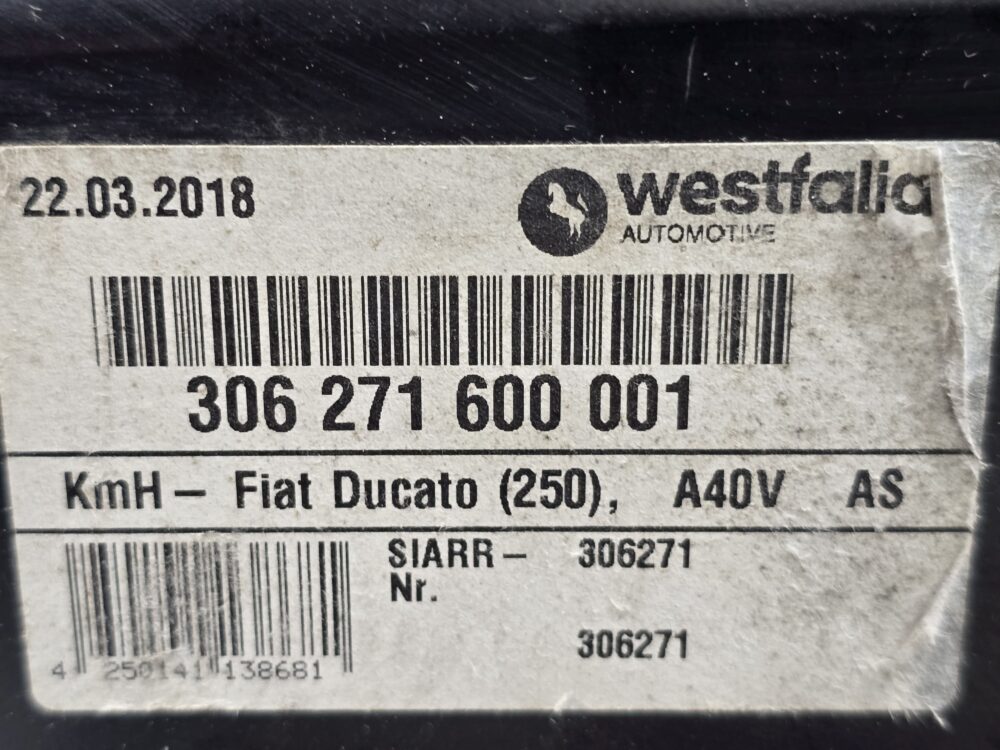 22.03.2018
westfalia
AUTOMOTIVE
306 271 600 001
KmH – Fiat Ducato (250), A40V AS
SIARR – 306271
Nr.
306271
4 250141 138681